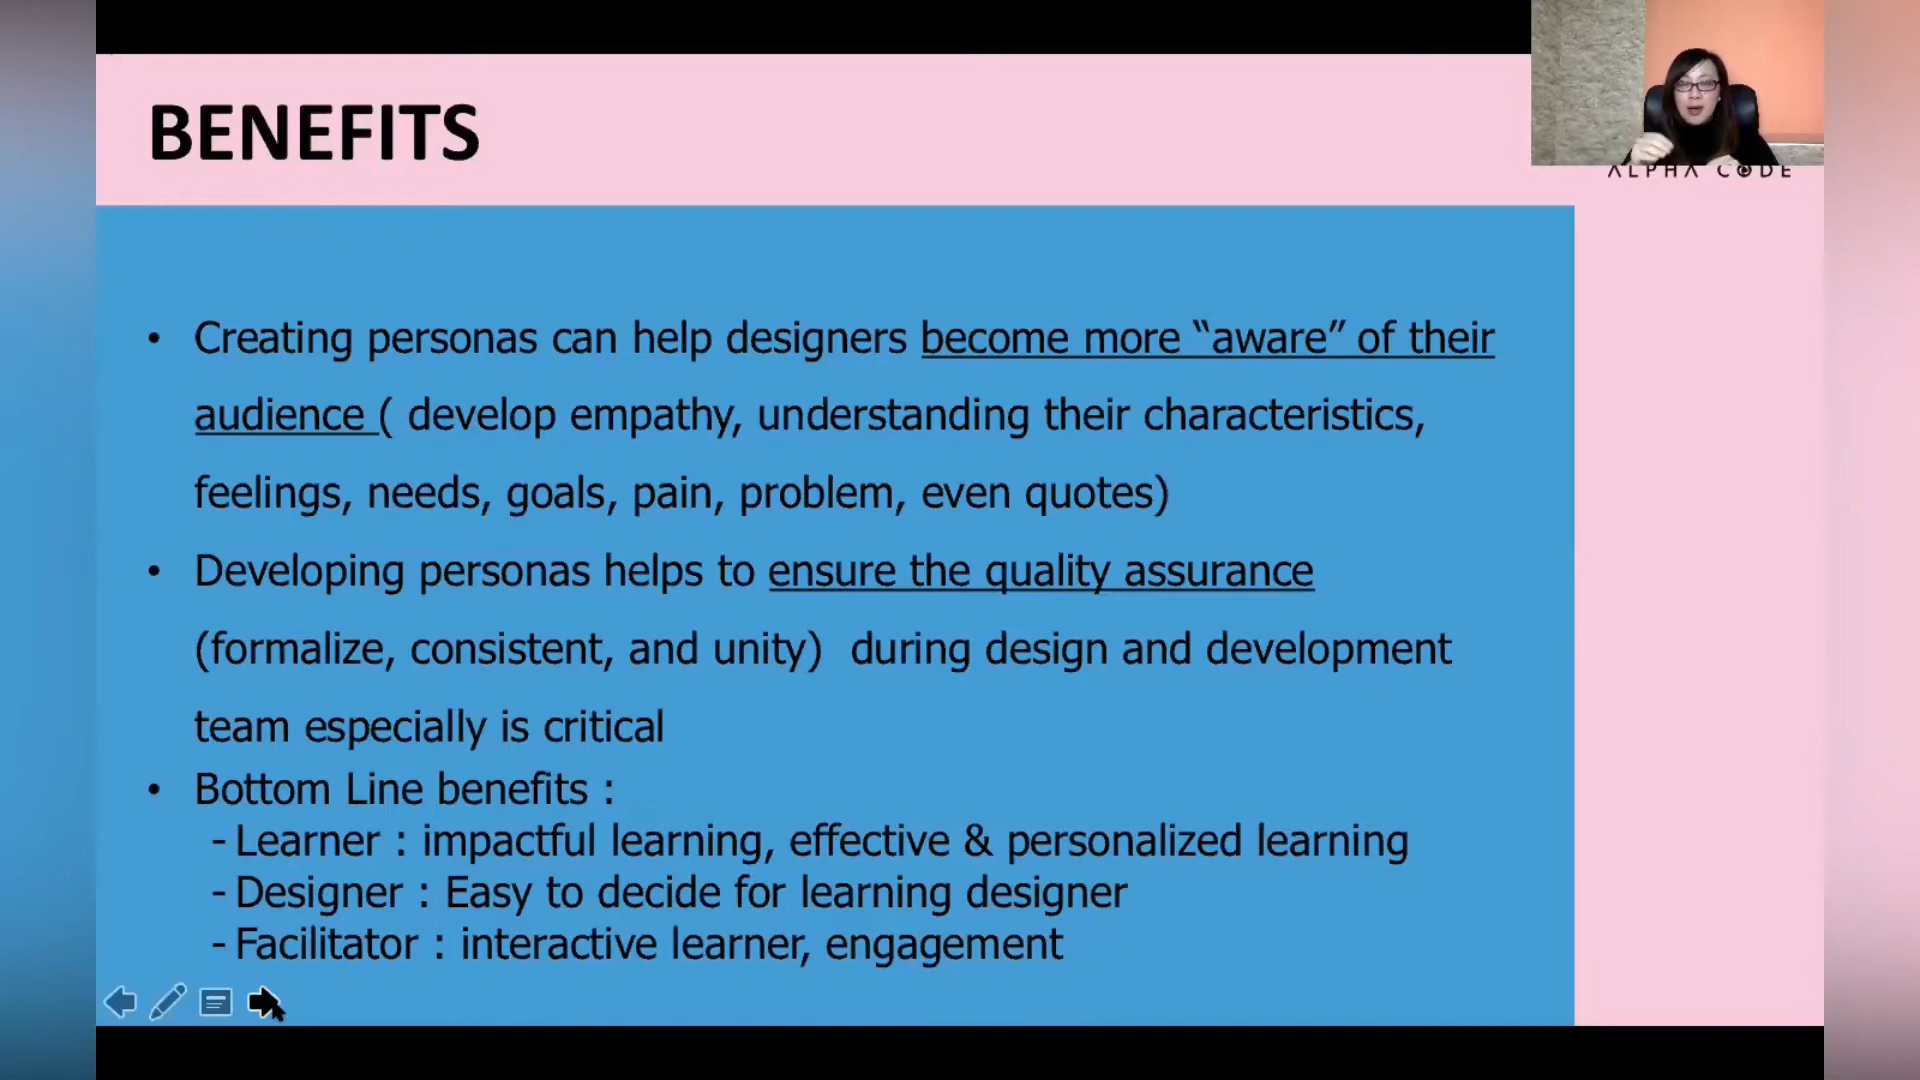 BENEFITS
ALPHA CODE
• Creating personas can help designers become more “aware” of their
audience ( develop empathy, understanding their characteristics,
feelings, needs, goals, pain, problem, even quotes)
• Developing personas helps to ensure the quality assurance
(formalize, consistent, and unity) during design and development
team especially is critical
• Bottom Line benefits :
- Learner : impactful learning, effective & personalized learning
- Designer : Easy to decide for learning designer
- Facilitator : interactive learner, engagement